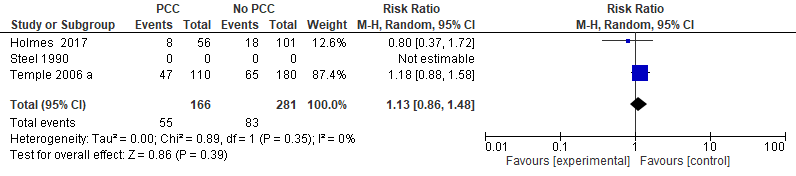 PCC No PCC Risk Ratio Risk Ratio
Study or Subgroup Events Total Events Total Weight M-H, Random, 95% CI M-H, Random, 95% CI
Holmes 2017 8 56 18 101 12.6% 0.80 [0.37, 1.72]
Steel 1990 0 0 0 0 Not estimable
Temple 2006 a 47 110 65 180 87.4% 1.18 [0.88, 1.58]
Total (95% CI) 166 281 100.0% 1.13 [0.86, 1.48]
Total events 55 83
Heterogeneity: Tau² = 0.00; Chi² = 0.89, df = 1 (P = 0.35); I² = 0%
Test for overall effect: Z = 0.86 (P = 0.39)
0.01 0.1 1 10 100
Favours [experimental] Favours [control]